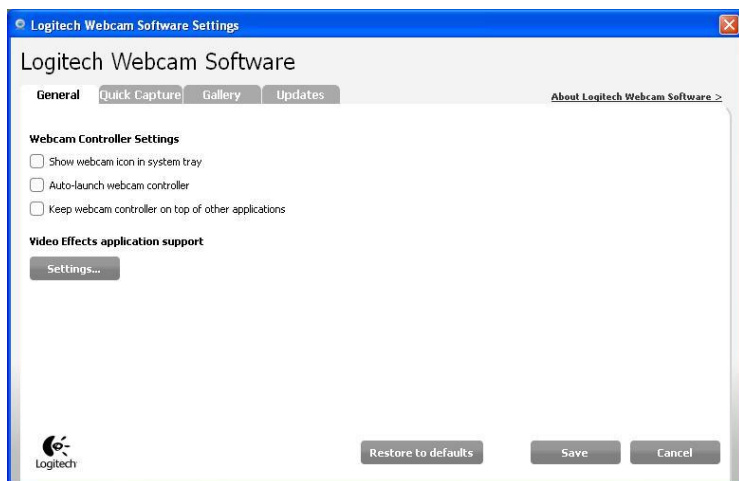 Logitech Webcam Software Settings
Logitech Webcam Software
General Quick Capture Gallery Updates About Logitech Webcam Software >
Webcam Controller Settings
Show webcam icon in system tray
Auto-launch webcam controller
Keep webcam controller on top of other applications
Video Effects application support
Settings...
Logitech
Restore to defaults Save Cancel